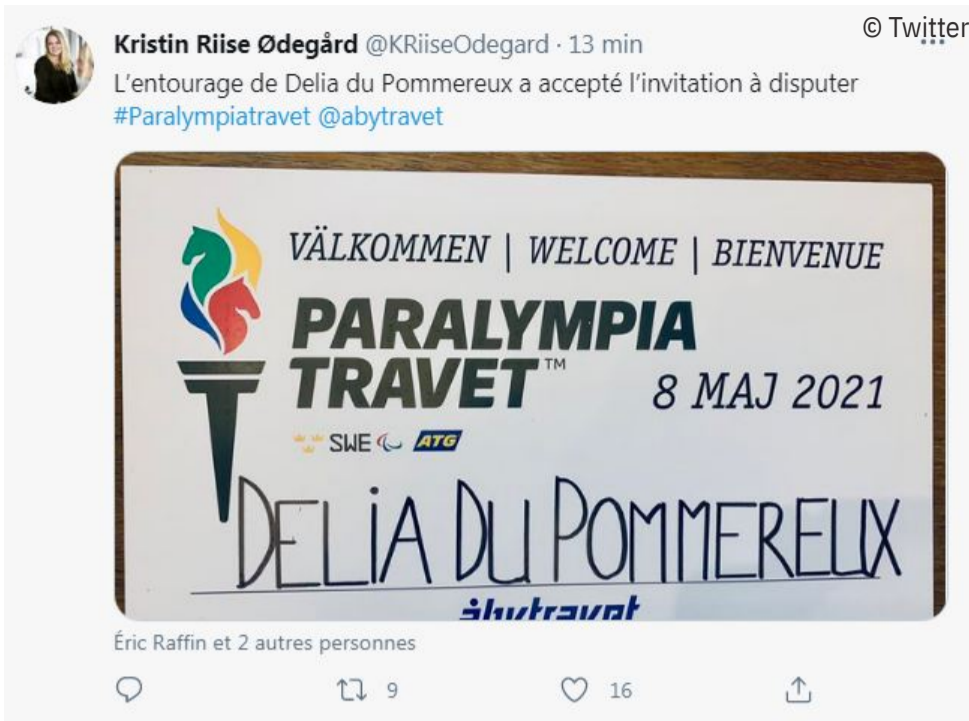 © Twitter
Kristin Riise Ødegård @KRiiseOdegard · 13 min
L'entourage de Delia du Pommereux a accepté l'invitation à disputer
#Paralympiatravet @abytravet
VÄLKOMMEN | WELCOME | BIENVENUE
PARALYMPIA
TRAVET™
8 MAJ 2021
SWE ATG
DELiA DU POMMEREUX
åbytravet
Éric Raffin et 2 autres personnes
9 16